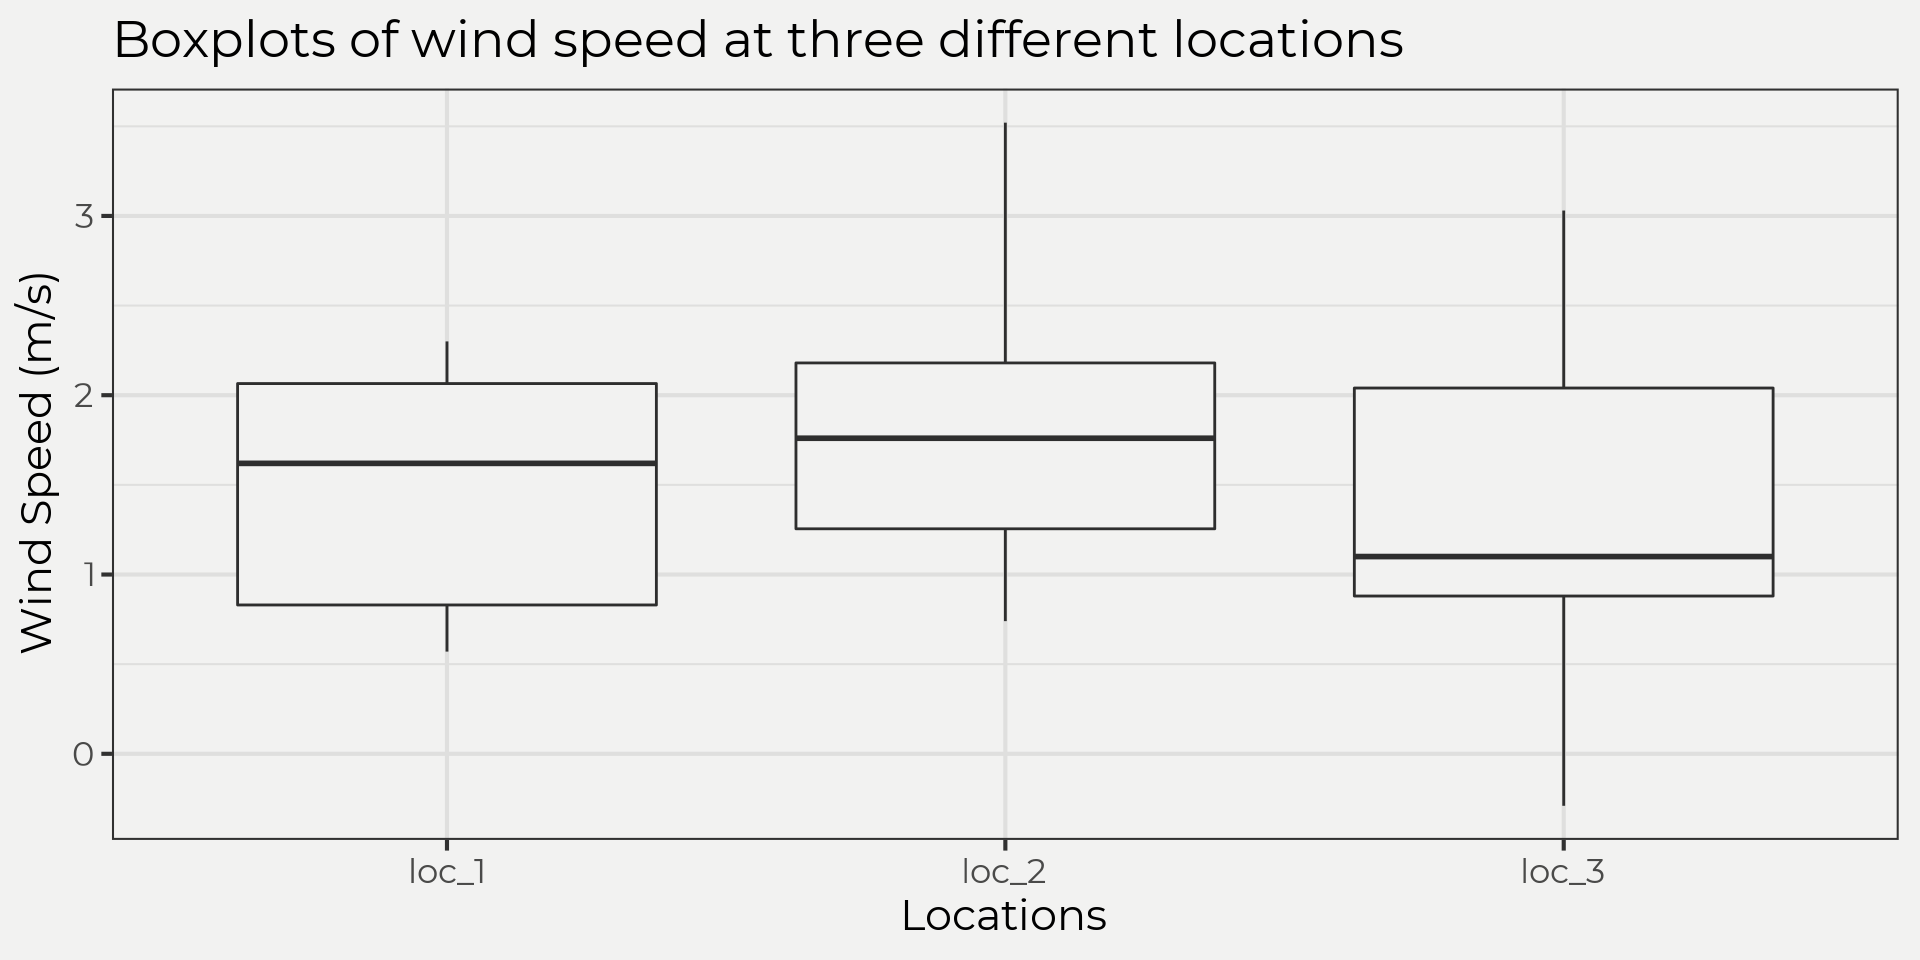 Boxplots of wind speed at three different locations
Wind Speed (m/s)
3
2
1
0
loc_1
loc_2
loc_3
Locations